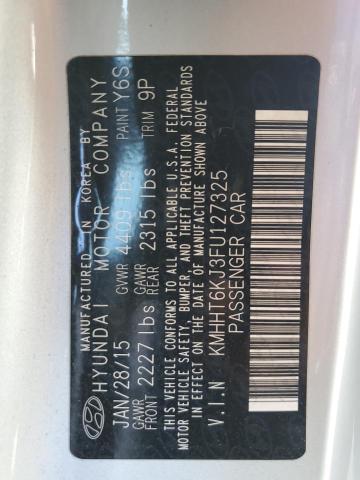 MANUFACTURED IN KOREA BY
HYUNDAI MOTOR COMPANY
JAN/28/15 GVWR 4409 lbs PAINT Y6S
GAWR FRONT 2227 lbs GAWR REAR 2315 lbs TRIM 9P
THIS VEHICLE CONFORMS TO ALL APPLICABLE U.S.A. FEDERAL
MOTOR VEHICLE SAFETY, BUMPER, AND THEFT PREVENTION STANDARDS
IN EFFECT ON THE DATE OF MANUFACTURE SHOWN ABOVE
V.I.N KMHHT6KJ3FU127325
PASSENGER CAR